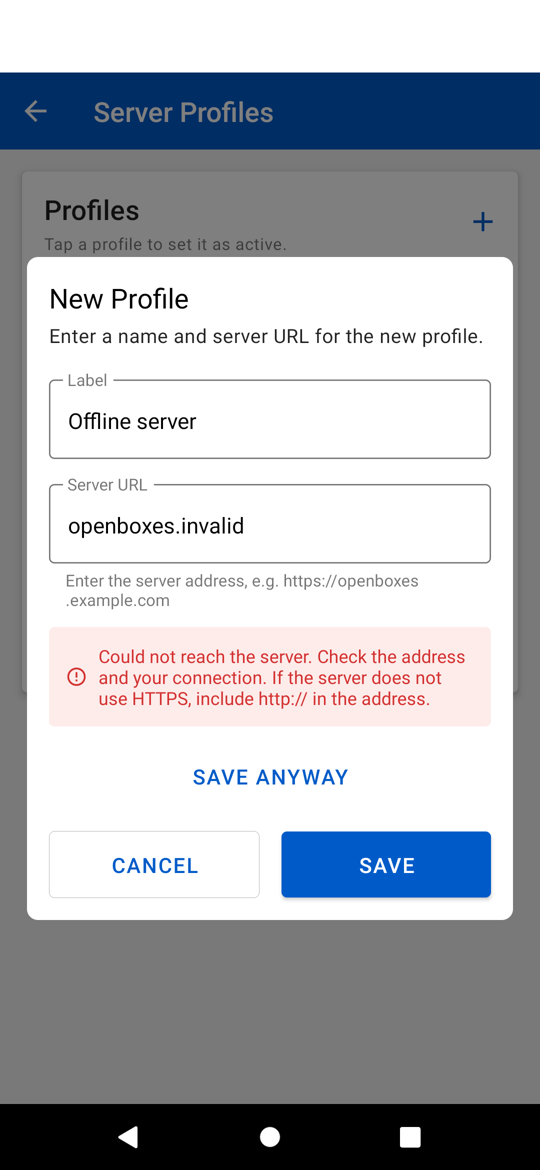 Server Profiles
Profiles
Tap a profile to set it as active.
New Profile
Enter a name and server URL for the new profile.
Label
Offline server
Server URL
openboxes.invalid
Enter the server address, e.g. https://openboxes
.example.com
Could not reach the server. Check the address
and your connection. If the server does not
use HTTPS, include http:// in the address.
SAVE ANYWAY
CANCEL
SAVE